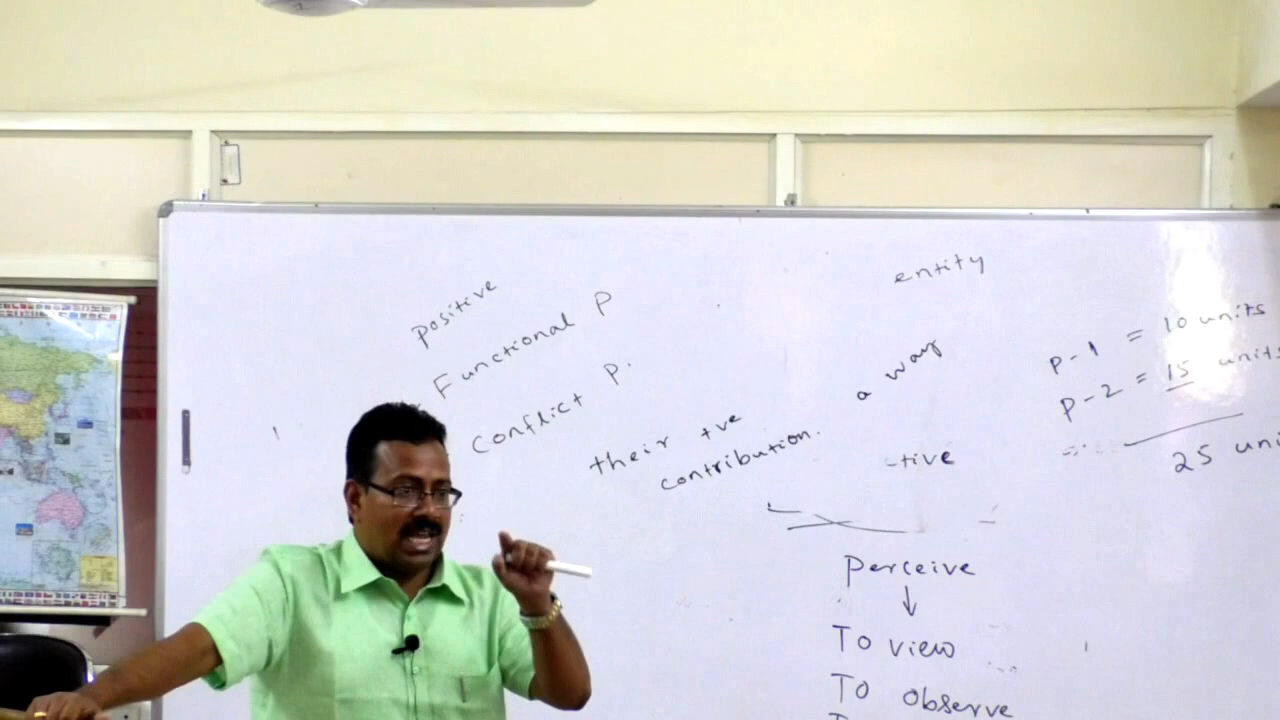 positive
Functional P
Conflict P.
their +ve
contribution.
entity
a way
-tive
Perceive
↓
To view
To observe
P-1 = 10 units
P-2 = 15 units
25 uni